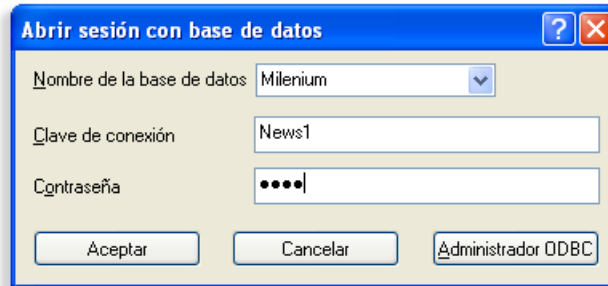 Abrir sesión con base de datos
Nombre de la base de datos Milenium
Clave de conexión News1
Contraseña ●●●●
Aceptar Cancelar Administrador ODBC